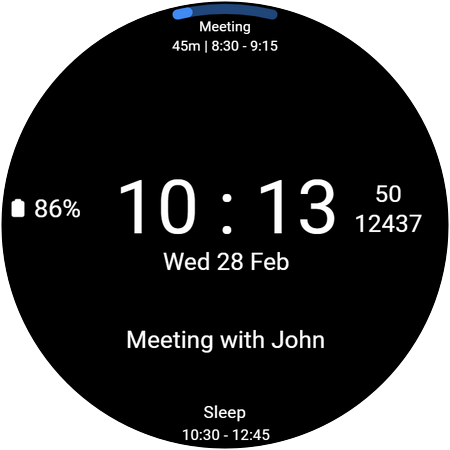 Meeting
45m | 8:30 - 9:15
86%
10 : 13
50
12437
Wed 28 Feb
Meeting with John
Sleep
10:30 - 12:45